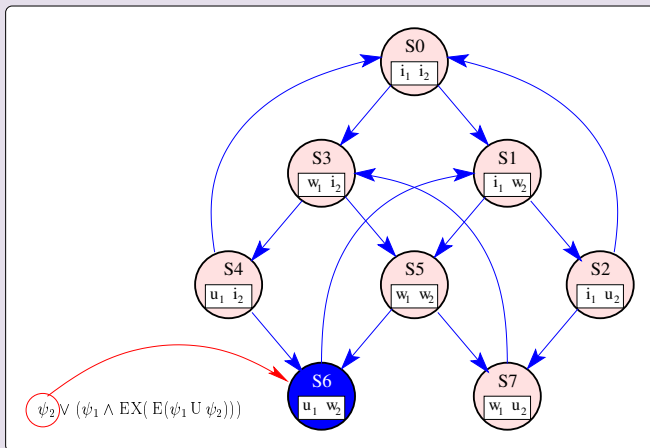 S0
i₁ i₂
S3
S1
w₁ i₂
i₁ w₂
S4
S5
S2
u₁ i₂
w₁ w₂
i₁ u₂
S6
S7
u₁ w₂
w₁ u₂
ψ₂ ∨ (ψ₁ ∧ EX( E(ψ₁ U ψ₂)))